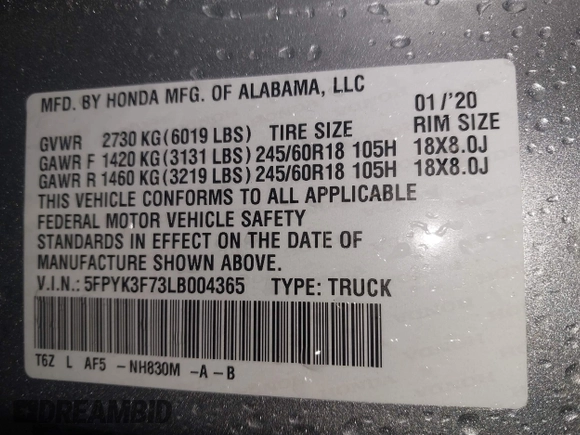 MFD. BY HONDA MFG. OF ALABAMA, LLC
01/'20
GVWR 2730 KG (6019 LBS) TIRE SIZE RIM SIZE
GAWR F 1420 KG (3131 LBS) 245/60R18 105H 18X8.0J
GAWR R 1460 KG (3219 LBS) 245/60R18 105H 18X8.0J
THIS VEHICLE CONFORMS TO ALL APPLICABLE
FEDERAL MOTOR VEHICLE SAFETY
STANDARDS IN EFFECT ON THE DATE OF
MANUFACTURE SHOWN ABOVE.
V.I.N.: 5FPYK3F73LB004365 TYPE: TRUCK
T6Z L AF5 - NH830M -A-B
DREAMBID